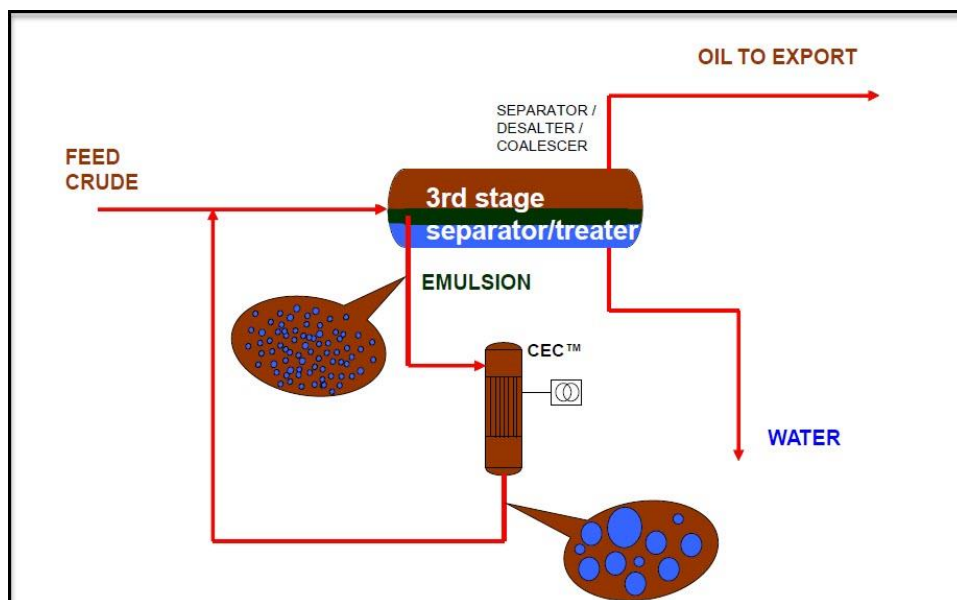 OIL TO EXPORT
SEPARATOR /
DESALTER /
COALESCER
FEED
CRUDE
3rd stage
separator/treater
EMULSION
CEC™
WATER